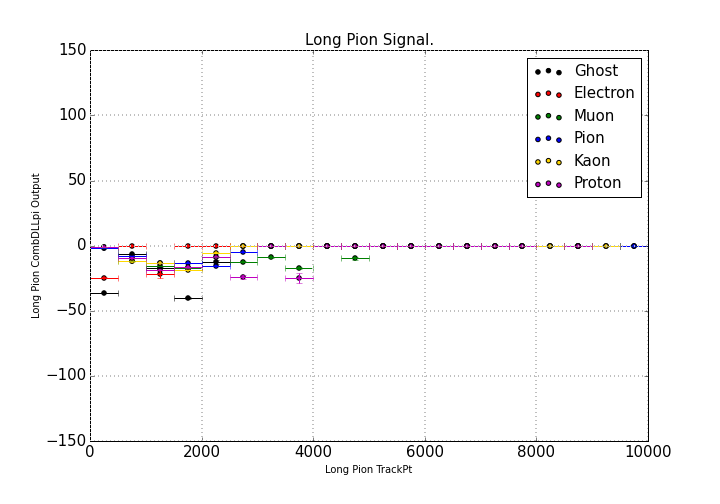 Long Pion Signal.
150
100
50
0
−50
−100
−150
Long Pion CombDLLpi Output
Ghost
Electron
Muon
Pion
Kaon
Proton
0 2000 4000 6000 8000 10000
Long Pion TrackPt